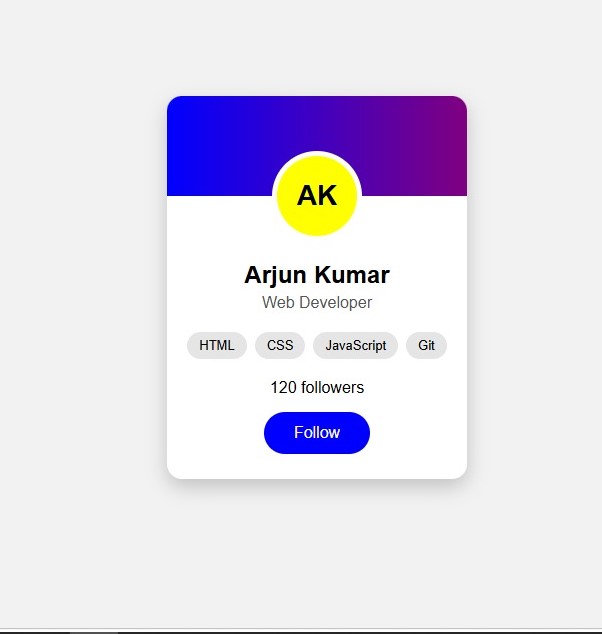 AK
Arjun Kumar
Web Developer
HTML CSS JavaScript Git
120 followers
Follow